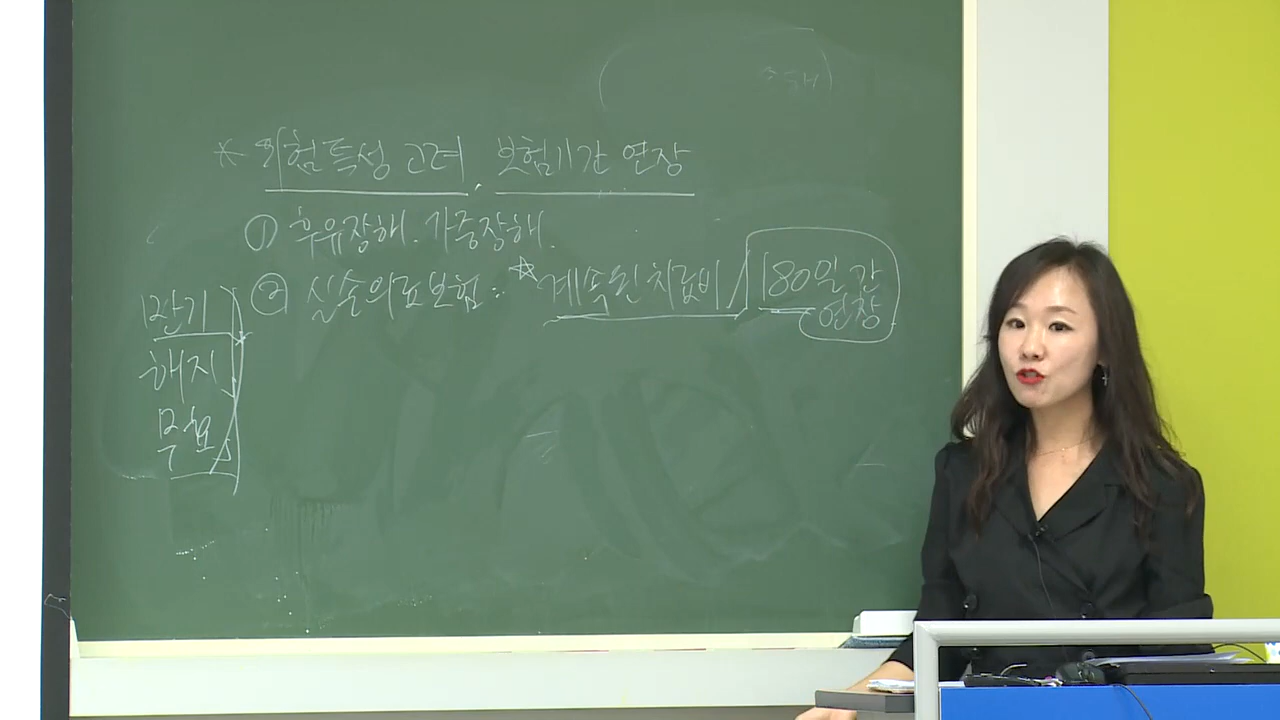 * 위험특성 고려, 보험기간 연장
① 후유장해. 가중장해.
② 실손의료보험 : ☆계속된 치료비 / 180일간
연장
만기
해지
무효